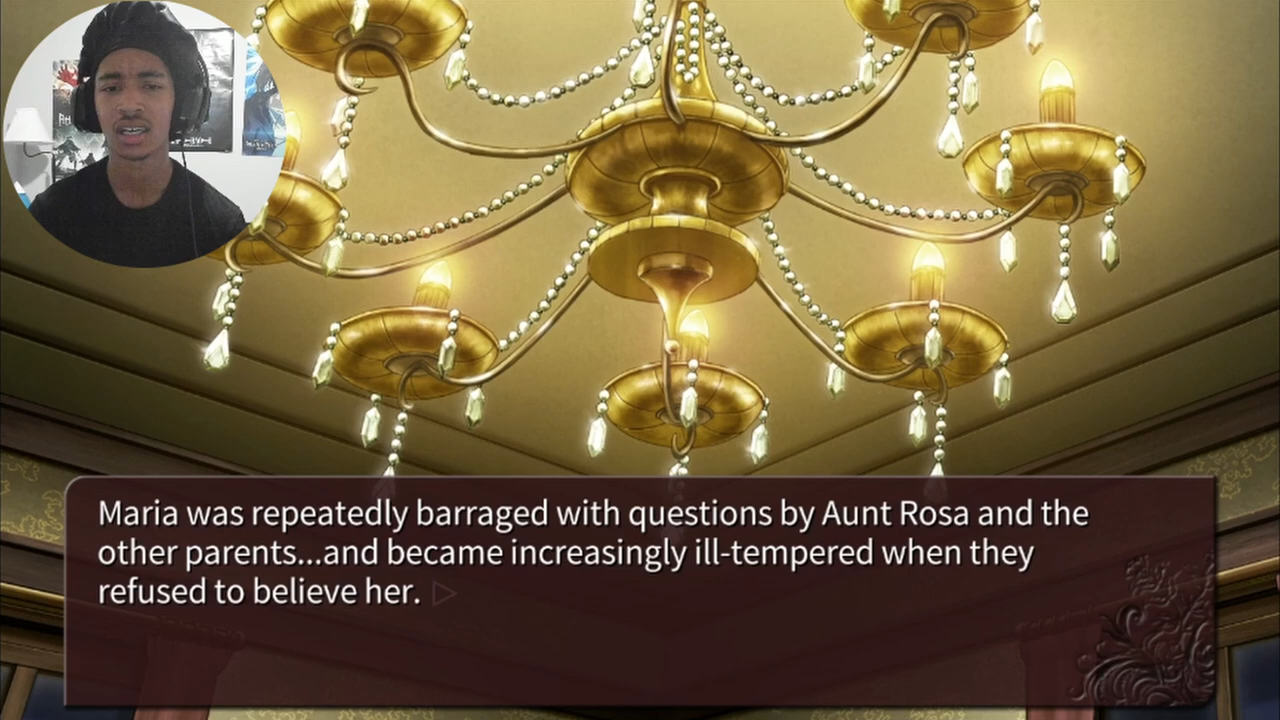 Maria was repeatedly barraged with questions by Aunt Rosa and the
other parents...and became increasingly ill-tempered when they
refused to believe her.